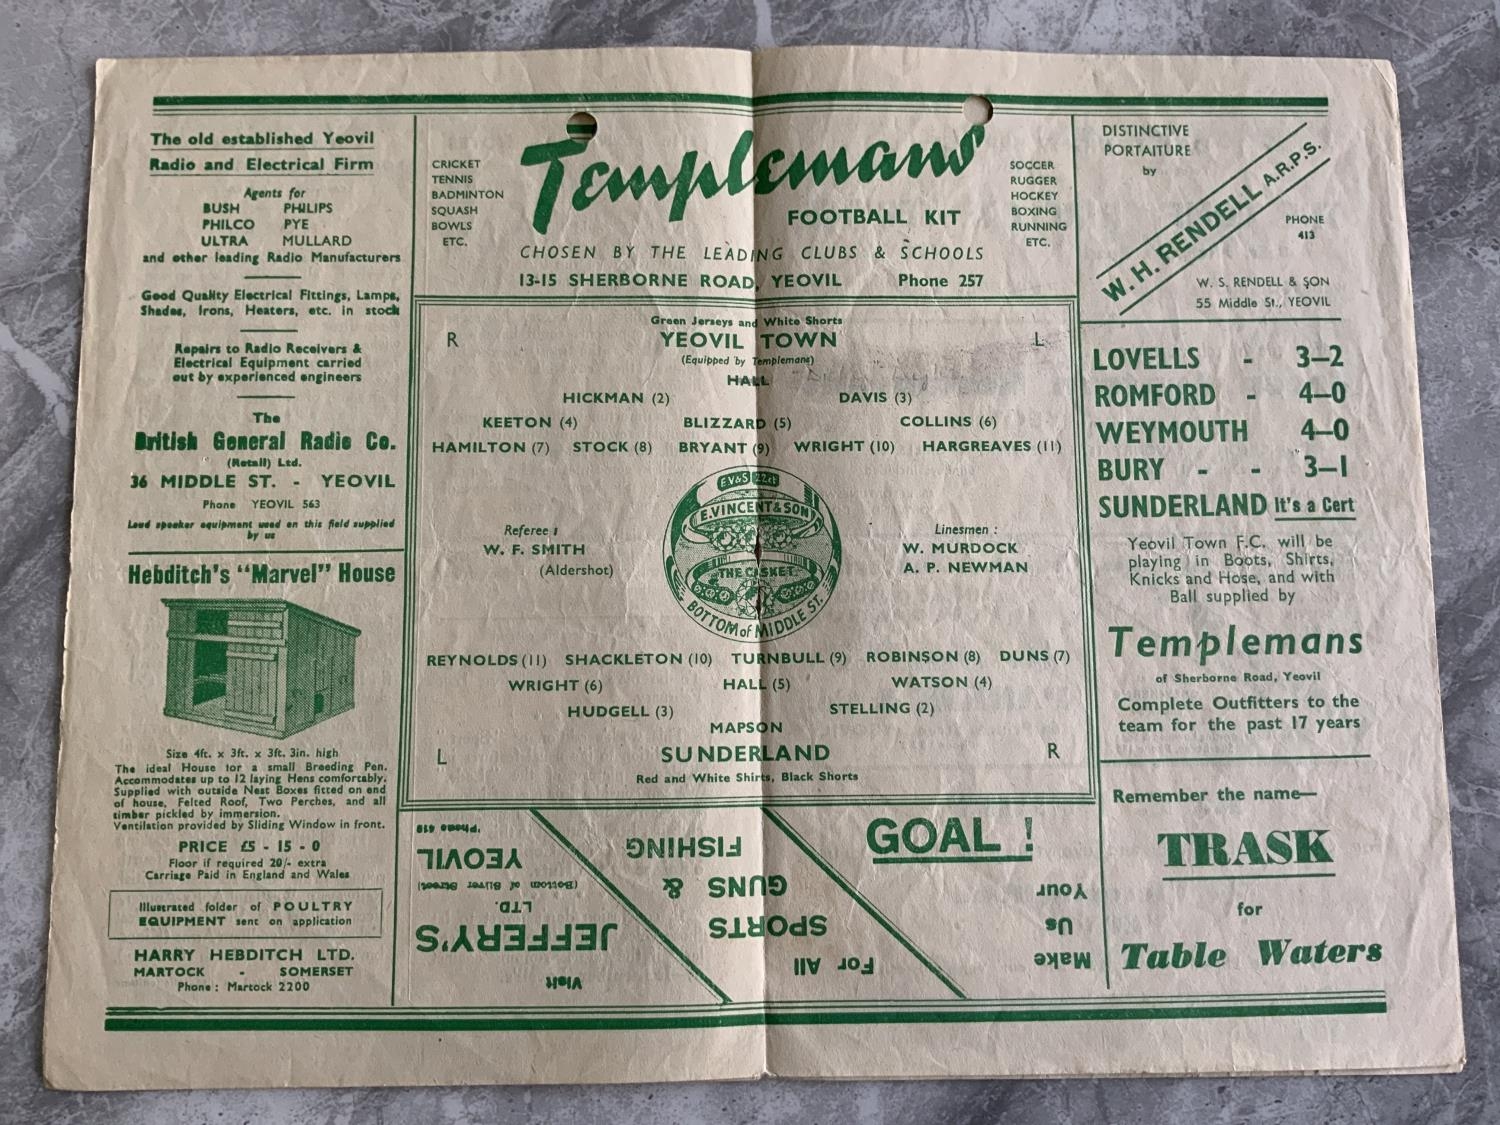 The old established Yeovil
Radio and Electrical Firm
Agents for
BUSH PHILIPS
PHILCO PYE
ULTRA MULLARD
and other leading Radio Manufacturers
Good Quality Electrical Fittings, Lamps,
Shades, Irons, Heaters, etc. in stock
Repairs to Radio Receivers &
Electrical Equipment carried
out by experienced engineers
The
British General Radio Co.
(Retail) Ltd.
36 MIDDLE ST. - YEOVIL
Phone YEOVIL 563
Loud speaker equipment used on this field supplied
by us
Hebditch's "Marvel" House
Size 4ft. x 3ft. x 3ft. 3in. high
The ideal House for a small Breeding Pen.
Accommodates up to 12 laying Hens comfortably.
Supplied with outside Nest Boxes fitted on end
of house, Felted Roof, Two Perches, and all
timber pickled by immersion.
Ventilation provided by Sliding Window in front.
PRICE £5 - 15 - 0
Floor if required 20/- extra
Carriage Paid in England and Wales
Illustrated folder of POULTRY
EQUIPMENT sent on application
HARRY HEBDITCH LTD.
MARTOCK - SOMERSET
Phone : Martock 2200
CRICKET
TENNIS
BADMINTON
SQUASH
BOWLS
ETC.
Templemans
FOOTBALL KIT
SOCCER
RUGGER
HOCKEY
BOXING
RUNNING
ETC.
CHOSEN BY THE LEADING CLUBS & SCHOOLS
13-15 SHERBORNE ROAD, YEOVIL Phone 257
Green Jerseys and White Shorts
R YEOVIL TOWN L
(Equipped by Templemans)
HALL
HICKMAN (2) DAVIS (3)
KEETON (4) BLIZZARD (5) COLLINS (6)
HAMILTON (7) STOCK (8) BRYANT (9) WRIGHT (10) HARGREAVES (11)
E V & S 22ct
E. VINCENT & SON
THE CASKET
BOTTOM of MIDDLE ST.
Referee :
W. F. SMITH
(Aldershot)
Linesmen :
W. MURDOCK
A. P. NEWMAN
REYNOLDS (11) SHACKLETON (10) TURNBULL (9) ROBINSON (8) DUNS (7)
WRIGHT (6) HALL (5) WATSON (4)
HUDGELL (3) STELLING (2)
MAPSON
L SUNDERLAND R
Red and White Shirts, Black Shorts
GOAL !
Make
Us
Your
For All
SPORTS
GUNS &
FISHING
Visit
JEFFERY'S
LTD.
(Bottom of Silver Street)
YEOVIL
'Phone 418
DISTINCTIVE
PORTAITURE
by
W. H. RENDELL A.R.P.S.
PHONE
413
W. S. RENDELL & SON
55 Middle St., YEOVIL
LOVELLS - 3—2
ROMFORD - 4—0
WEYMOUTH 4—0
BURY - - 3—1
SUNDERLAND It's a Cert
Yeovil Town F.C. will be
playing in Boots, Shirts,
Knicks and Hose, and with
Ball supplied by
Templemans
of Sherborne Road, Yeovil
Complete Outfitters to the
team for the past 17 years
Remember the name—
TRASK
for
Table Waters